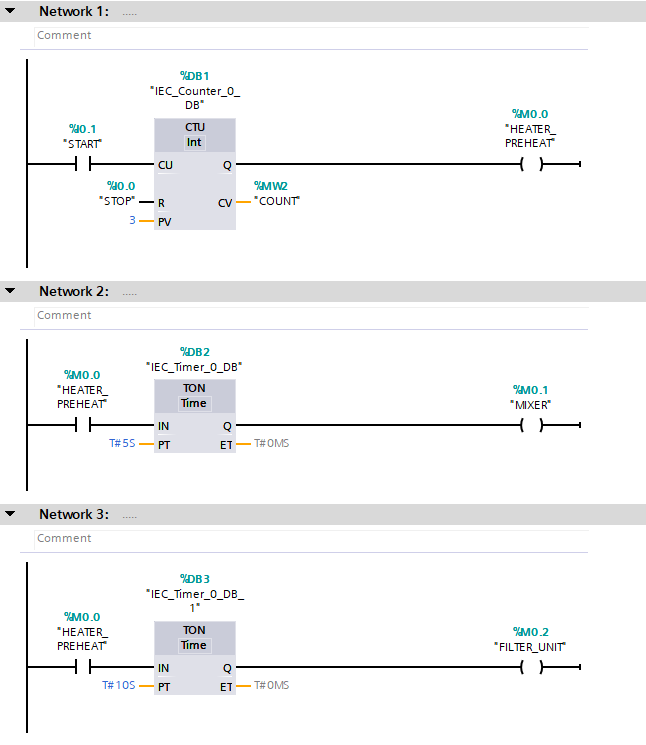 Network 1: .....
Comment
%DB1
"IEC_Counter_0_
DB"
%M0.0
"HEATER_
PREHEAT"
%I0.1
"START"
CTU
Int
CU Q
%I0.0
"STOP" R
%MW2
CV "COUNT"
3 PV
Network 2: .....
Comment
%DB2
"IEC_Timer_0_DB"
%M0.0
"HEATER_
PREHEAT"
TON
Time
%M0.1
"MIXER"
IN Q
T#5S PT ET T#0MS
Network 3: .....
Comment
%DB3
"IEC_Timer_0_DB_
1"
%M0.0
"HEATER_
PREHEAT"
TON
Time
%M0.2
"FILTER_UNIT"
IN Q
T#10S PT ET T#0MS